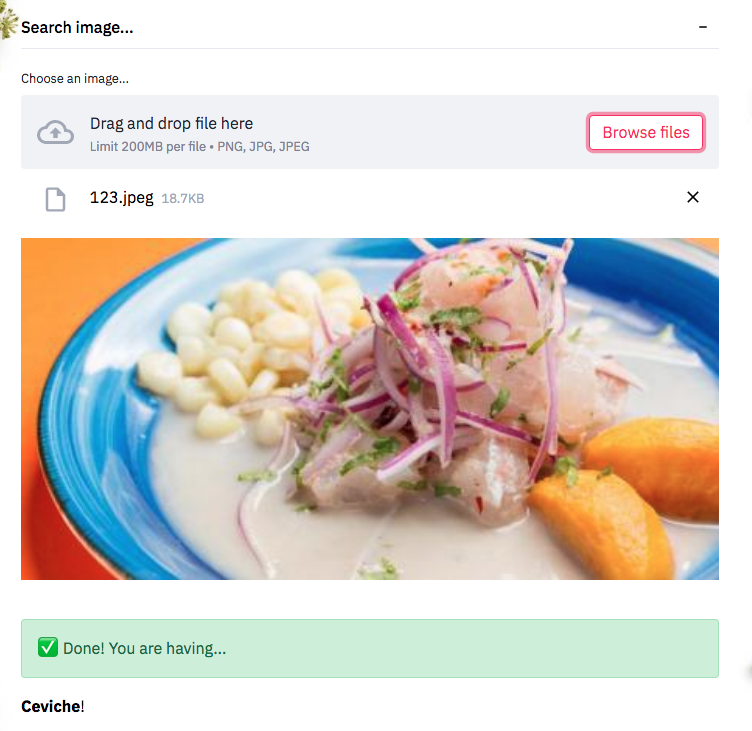 Search image...
Choose an image...
Drag and drop file here
Browse files
Limit 200MB per file • PNG, JPG, JPEG
123.jpeg 18.7KB
✅ Done! You are having...
Ceviche!